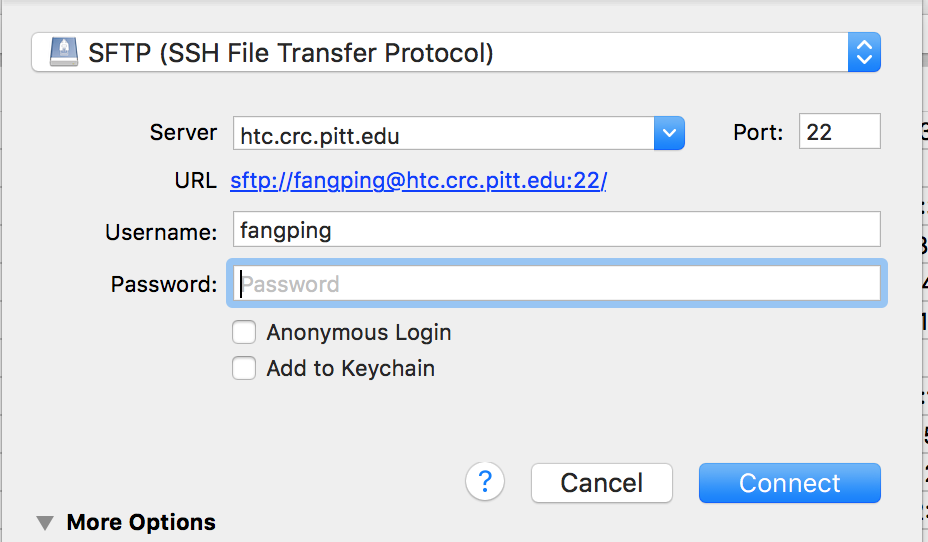 SFTP (SSH File Transfer Protocol)
Server htc.crc.pitt.edu Port: 22
URL sftp://fangping@htc.crc.pitt.edu:22/
Username: fangping
Password: Password
Anonymous Login
Add to Keychain
? Cancel Connect
More Options